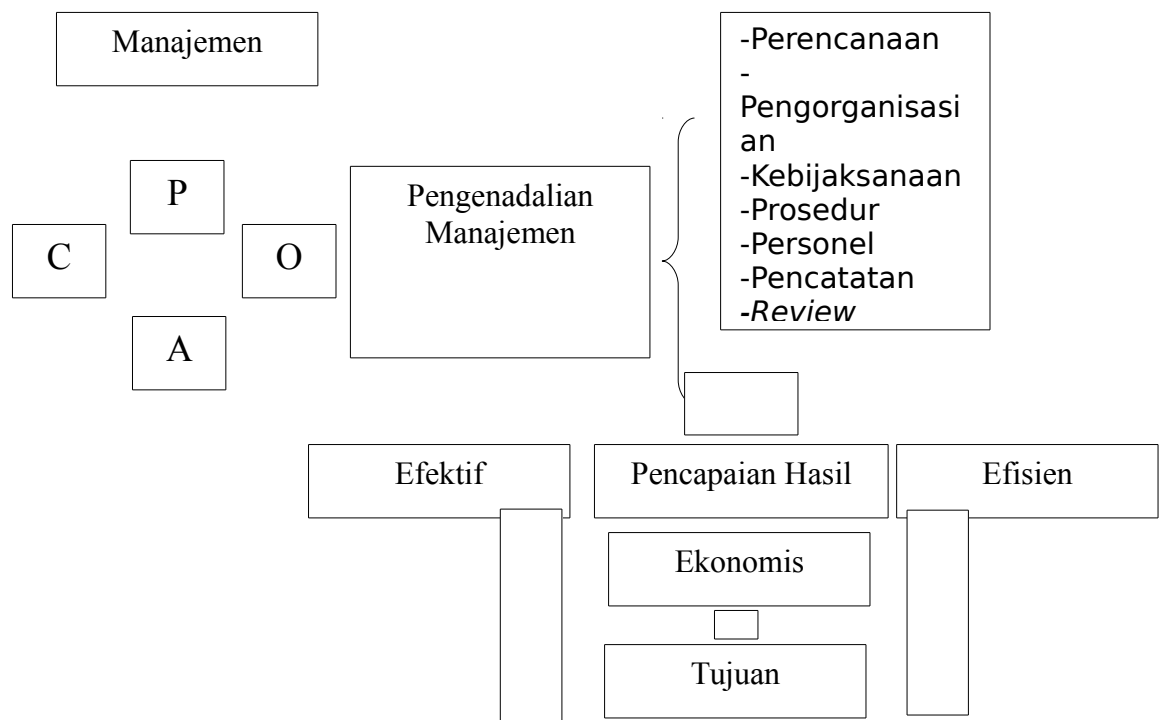 Manajemen
-Perencanaan
-
Pengorganisasi
an
-Kebijaksanaan
-Prosedur
-Personel
-Pencatatan
-Review
P
C
O
A
Pengenadalian
Manajemen
Efektif
Pencapaian Hasil
Efisien
Ekonomis
Tujuan